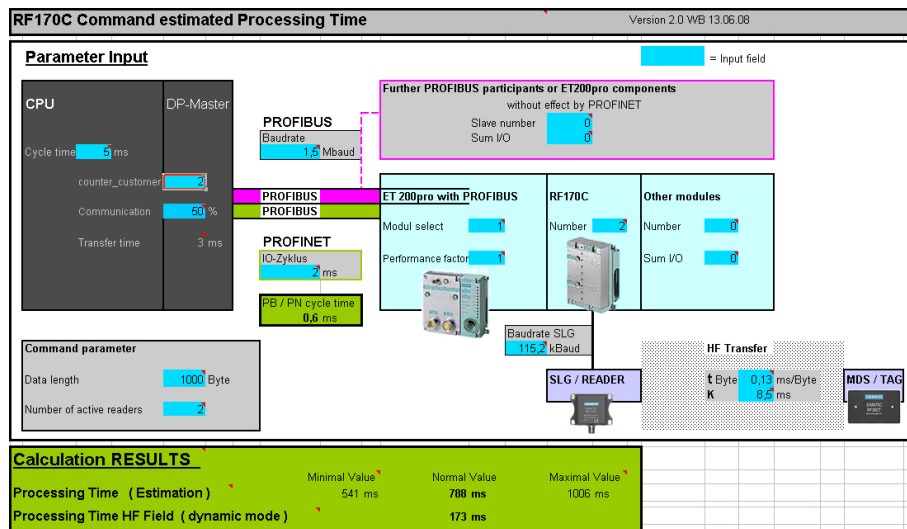 RF170C Command estimated Processing Time
Version 2.0 WB 13.06.08
Parameter Input
= Input field
CPU
DP-Master
Cycle time 5 ms
counter_customer 2
Communication 50 %
Transfer time 3 ms
PROFIBUS
Baudrate
1,5 Mbaud
Further PROFIBUS participants or ET200pro components
without effect by PROFINET
Slave number 0
Sum I/O 0
PROFIBUS
PROFIBUS
PROFINET
IO-Zyklus
2 ms
PB / PN cycle time
0,6 ms
ET 200pro with PROFIBUS
Modul select 1
Performance factor 1
RF170C
Number 2
Other modules
Number 0
Sum I/O 0
Baudrate SLG
115,2 kBaud
Command parameter
Data length 1000 Byte
Number of active readers 2
SLG / READER
HF Transfer
t Byte 0,13 ms/Byte
K 8,5 ms
MDS / TAG
Calculation RESULTS
Minimal Value Normal Value Maximal Value
Processing Time ( Estimation ) 541 ms 788 ms 1006 ms
Processing Time HF Field ( dynamic mode ) 173 ms